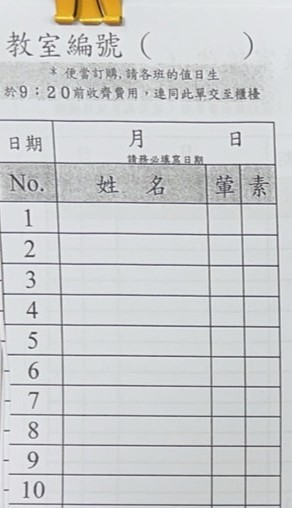 教室編號（　　　）
* 便當訂購,請各班的值日生
於9：20前收齊費用，連同此單交至櫃檯
日期 月 日
請務必填寫日期
No. 姓 名 葷 素
1
2
3
4
5
6
7
8
9
10